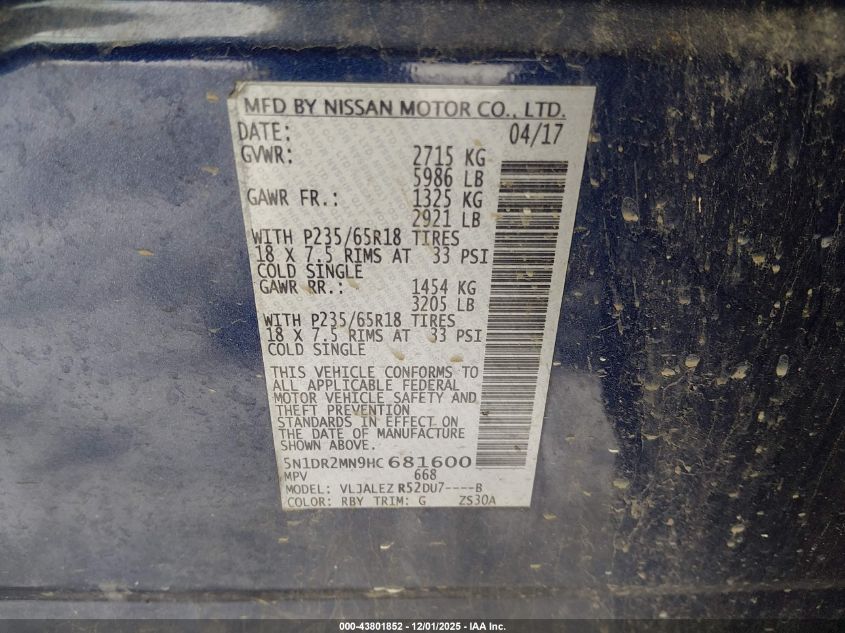 MFD BY NISSAN MOTOR CO., LTD.
DATE: 04/17
GVWR: 2715 KG
5986 LB
GAWR FR.: 1325 KG
2921 LB
WITH P235/65R18 TIRES
18 X 7.5 RIMS AT 33 PSI
COLD SINGLE
GAWR RR.: 1454 KG
3205 LB
WITH P235/65R18 TIRES
18 X 7.5 RIMS AT 33 PSI
COLD SINGLE
THIS VEHICLE CONFORMS TO
ALL APPLICABLE FEDERAL
MOTOR VEHICLE SAFETY AND
THEFT PREVENTION
STANDARDS IN EFFECT ON
THE DATE OF MANUFACTURE
SHOWN ABOVE.
5N1DR2MN9HC681600
MPV 668
MODEL: VLJALEZ R52DU7----B
COLOR: RBY TRIM: G ZS30A
000-43801852 - 12/01/2025 - IAA Inc.